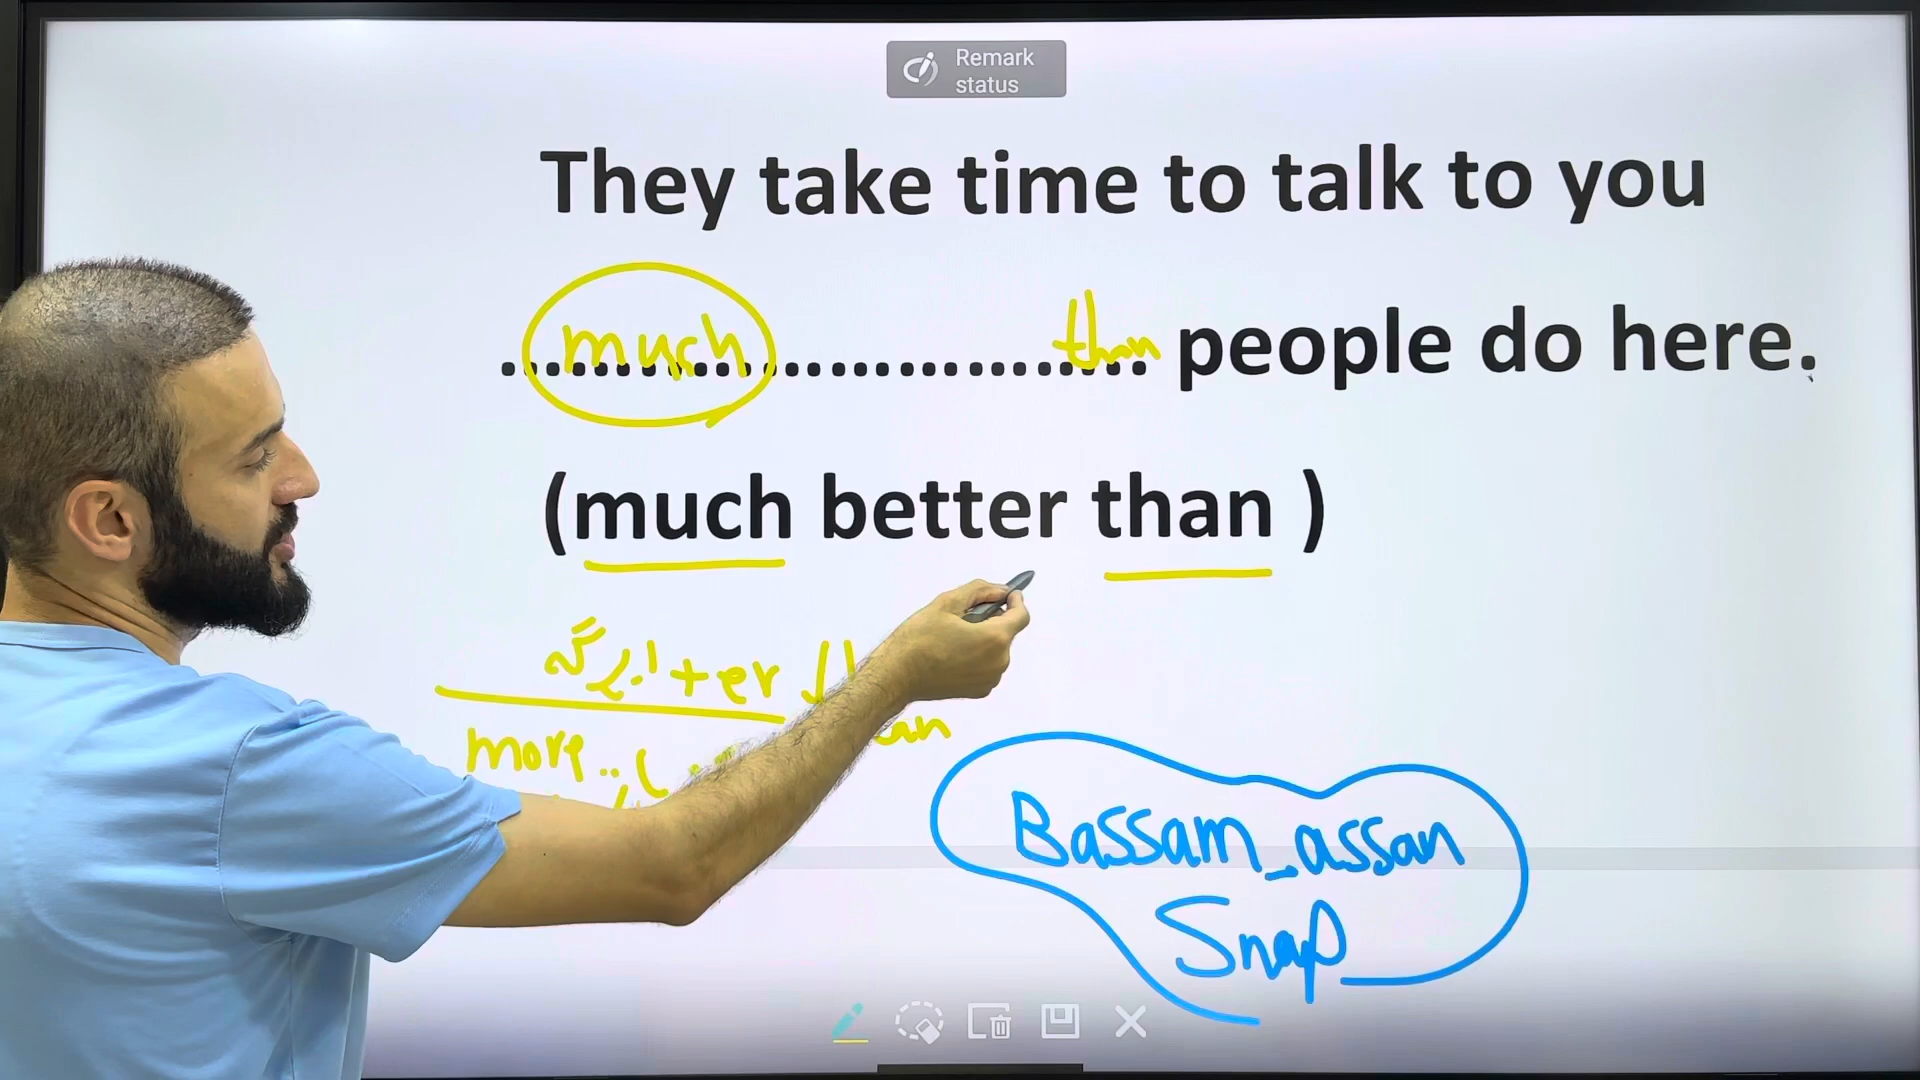 Remark
status
They take time to talk to you
much .................... than people do here.
(much better than )
+er
more
Bassam_assan
Snap